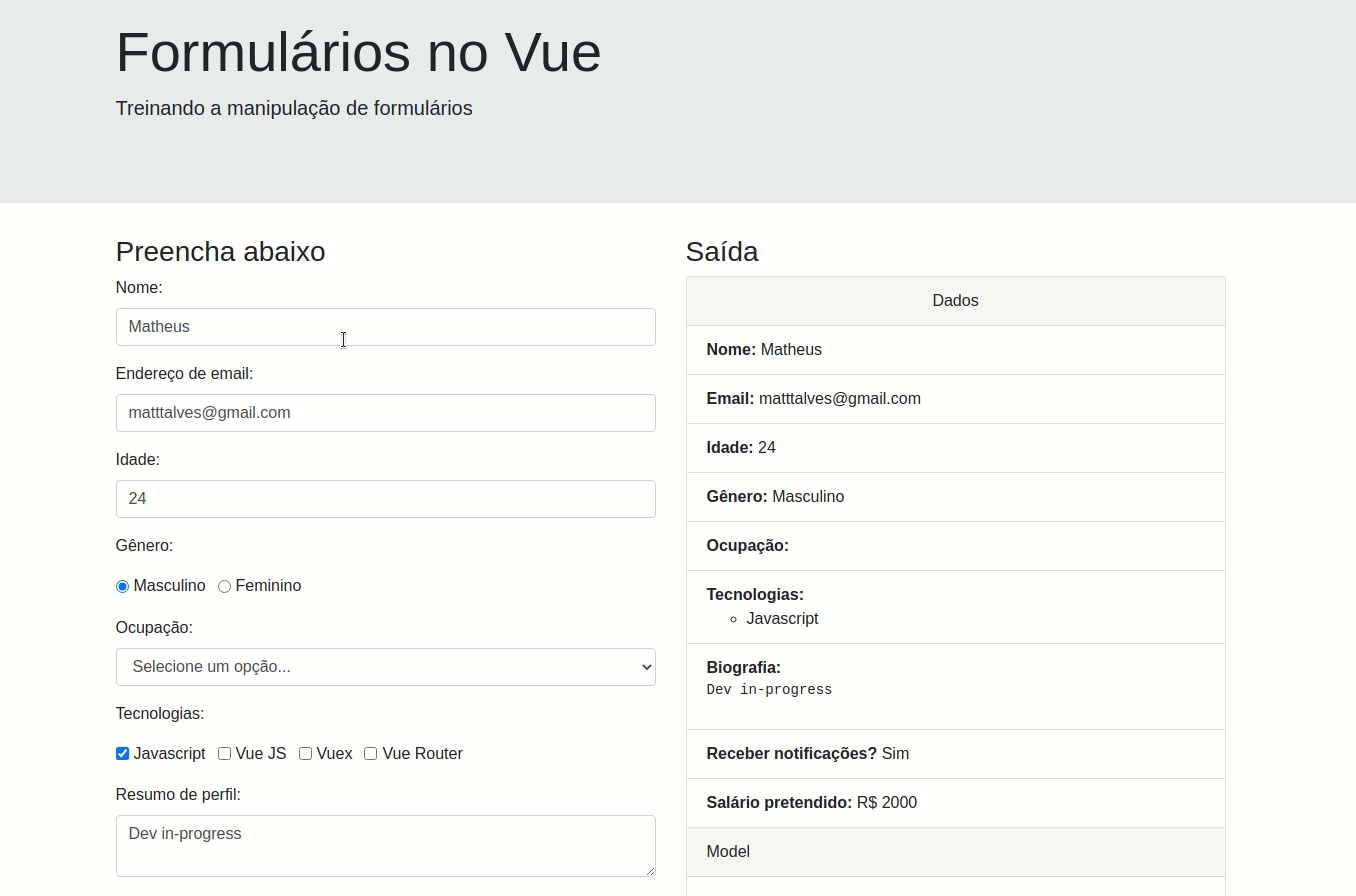 Formulários no Vue
Treinando a manipulação de formulários
Preencha abaixo
Nome:
Matheus
Endereço de email:
matttalves@gmail.com
Idade:
24
Gênero:
Masculino Feminino
Ocupação:
Selecione um opção...
Tecnologias:
Javascript Vue JS Vuex Vue Router
Resumo de perfil:
Dev in-progress
Saída
Dados
Nome: Matheus
Email: matttalves@gmail.com
Idade: 24
Gênero: Masculino
Ocupação:
Tecnologias:
Javascript
Biografia:
Dev in-progress
Receber notificações? Sim
Salário pretendido: R$ 2000
Model